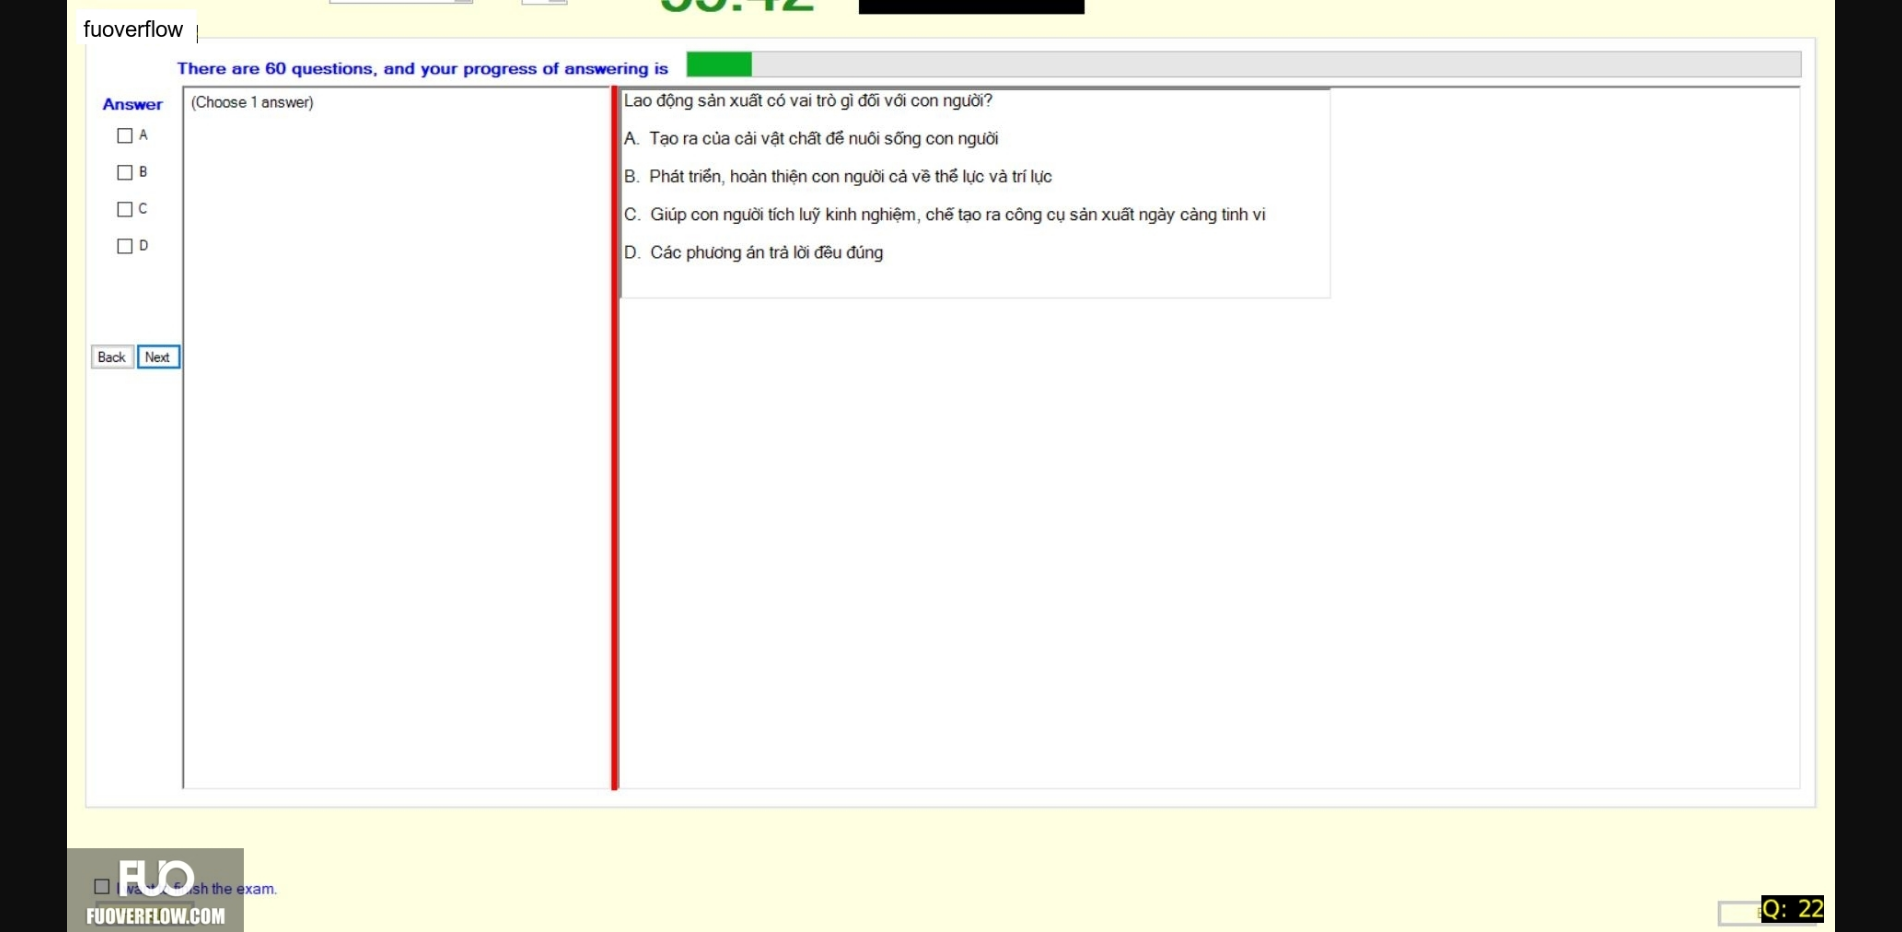 fuoverflow
There are 60 questions, and your progress of answering is
Answer
(Choose 1 answer)
A
B
C
D
Back Next
Lao động sản xuất có vai trò gì đối với con người?
A. Tạo ra của cải vật chất để nuôi sống con người
B. Phát triển, hoàn thiện con người cả về thể lực và trí lực
C. Giúp con người tích luỹ kinh nghiệm, chế tạo ra công cụ sản xuất ngày càng tinh vi
D. Các phương án trả lời đều đúng
FUO
the exam.
FUOVERFLOW.COM
Q: 22